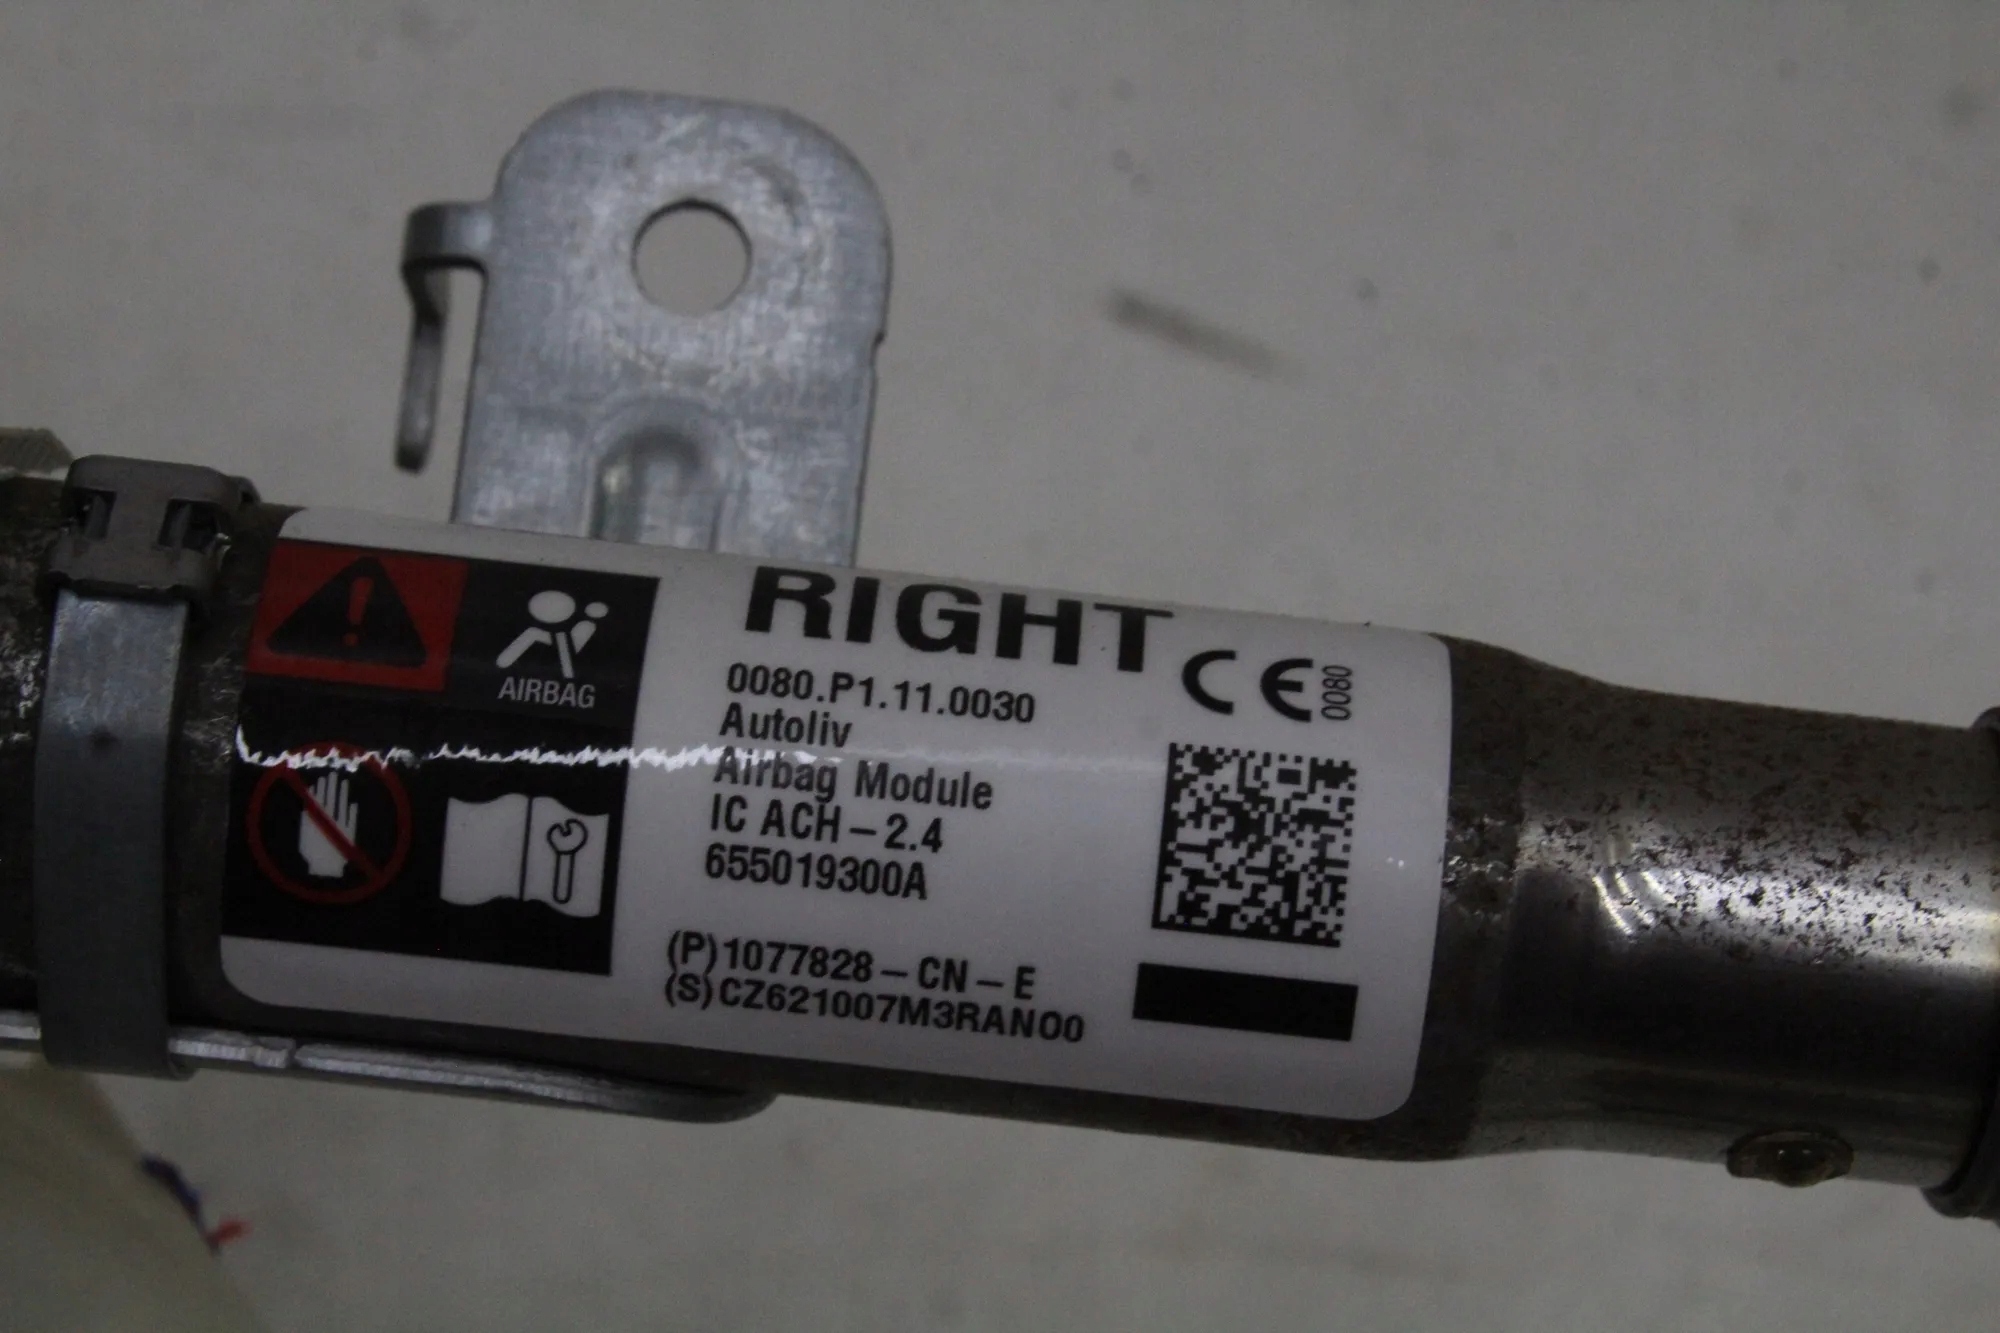 AIRBAG
RIGHT
CE 0080
0080.P1.11.0030
Autoliv
Airbag Module
IC ACH-2.4
655019300A
(P)1077828-CN-E
(S)CZ621007M3RAN00